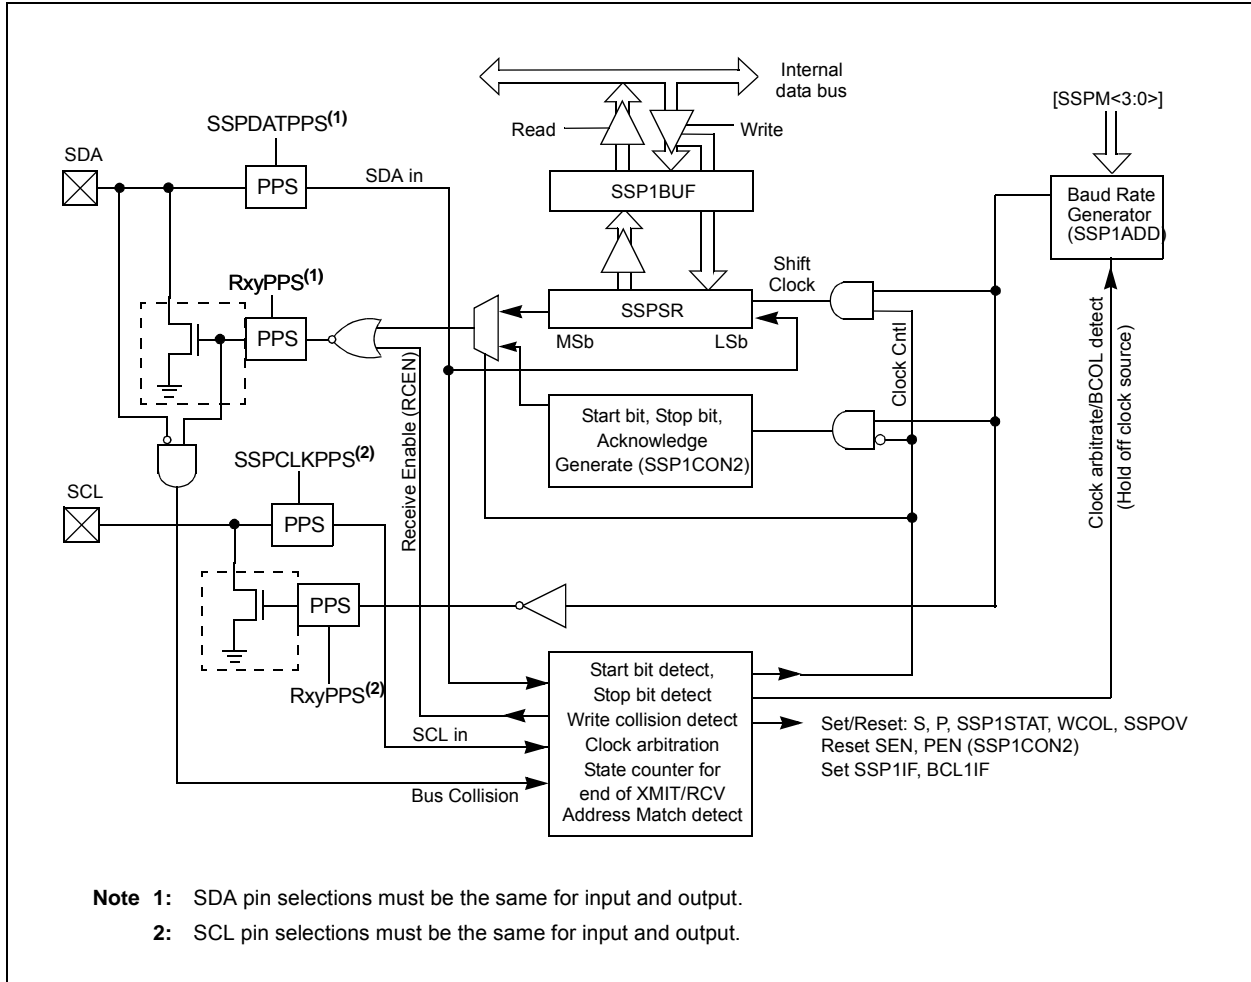 Internal
data bus
[SSPM<3:0>]
SSPDATPPS(1)
Read
Write
SDA
PPS
SDA in
SSP1BUF
Baud Rate
Generator
(SSP1ADD)
RxyPPS(1)
Shift
Clock
PPS
SSPSR
MSb
LSb
Clock Cntl
Clock arbitrate/BCOL detect
(Hold off clock source)
Receive Enable (RCEN)
Start bit, Stop bit,
Acknowledge
Generate (SSP1CON2)
SSPCLKPPS(2)
SCL
PPS
PPS
RxyPPS(2)
SCL in
Bus Collision
Start bit detect,
Stop bit detect
Write collision detect
Clock arbitration
State counter for
end of XMIT/RCV
Address Match detect
Set/Reset: S, P, SSP1STAT, WCOL, SSPOV
Reset SEN, PEN (SSP1CON2)
Set SSP1IF, BCL1IF
Note 1: SDA pin selections must be the same for input and output.
2: SCL pin selections must be the same for input and output.